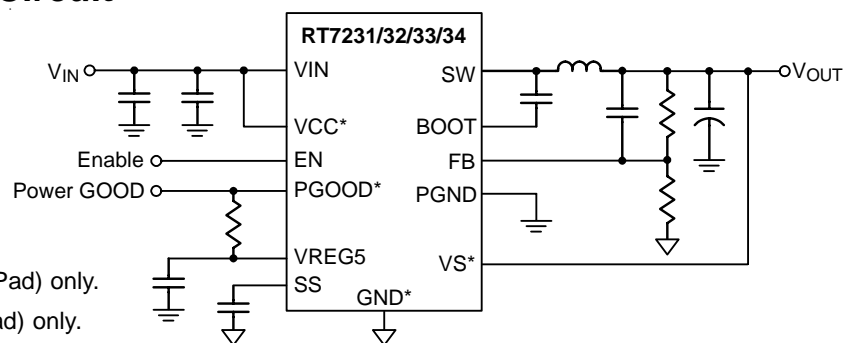 RT7231/32/33/34
VIN
VIN
SW
VOUT
VCC*
BOOT
Enable
EN
FB
Power GOOD
PGOOD*
PGND
VREG5
VS*
Pad) only.
SS
GND*
ad) only.